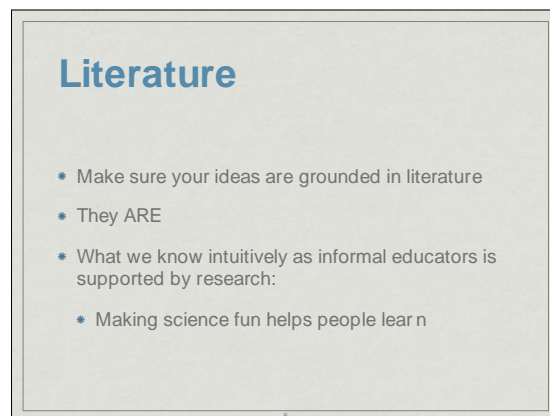 Literature
Make sure your ideas are grounded in literature
They ARE
What we know intuitively as informal educators is
supported by research:
Making science fun helps people lear n